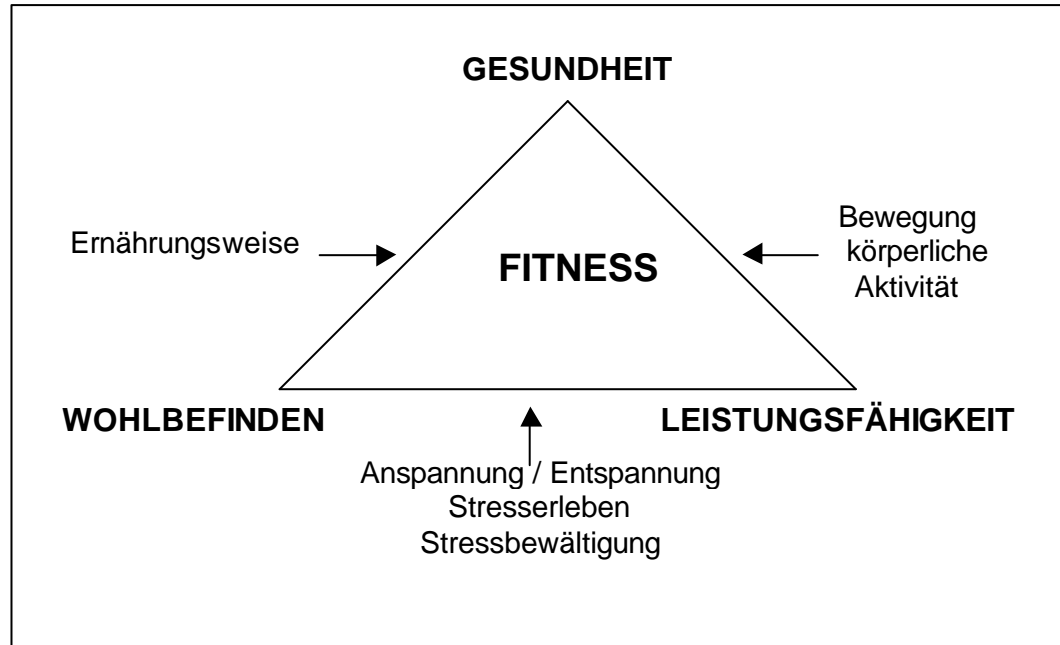 GESUNDHEIT
Ernährungsweise
FITNESS
Bewegung
körperliche
Aktivität
WOHLBEFINDEN
LEISTUNGSFÄHIGKEIT
Anspannung / Entspannung
Stresserleben
Stressbewältigung